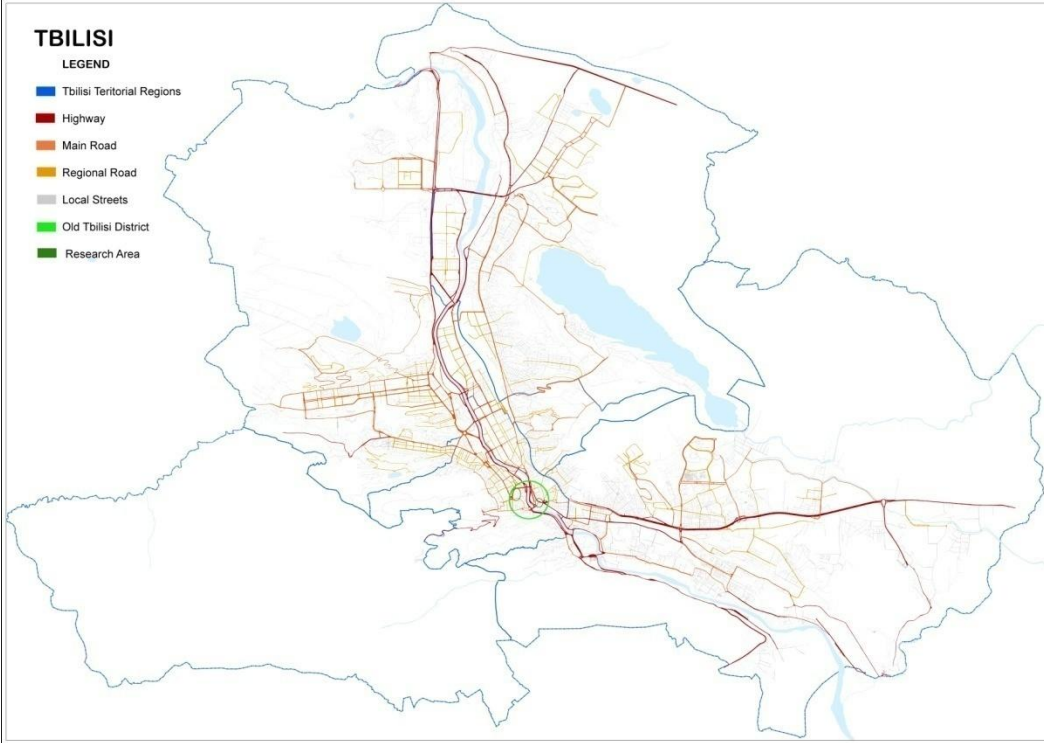 TBILISI
LEGEND
Tbilisi Teritorial Regions
Highway
Main Road
Regional Road
Local Streets
Old Tbilisi District
Research Area